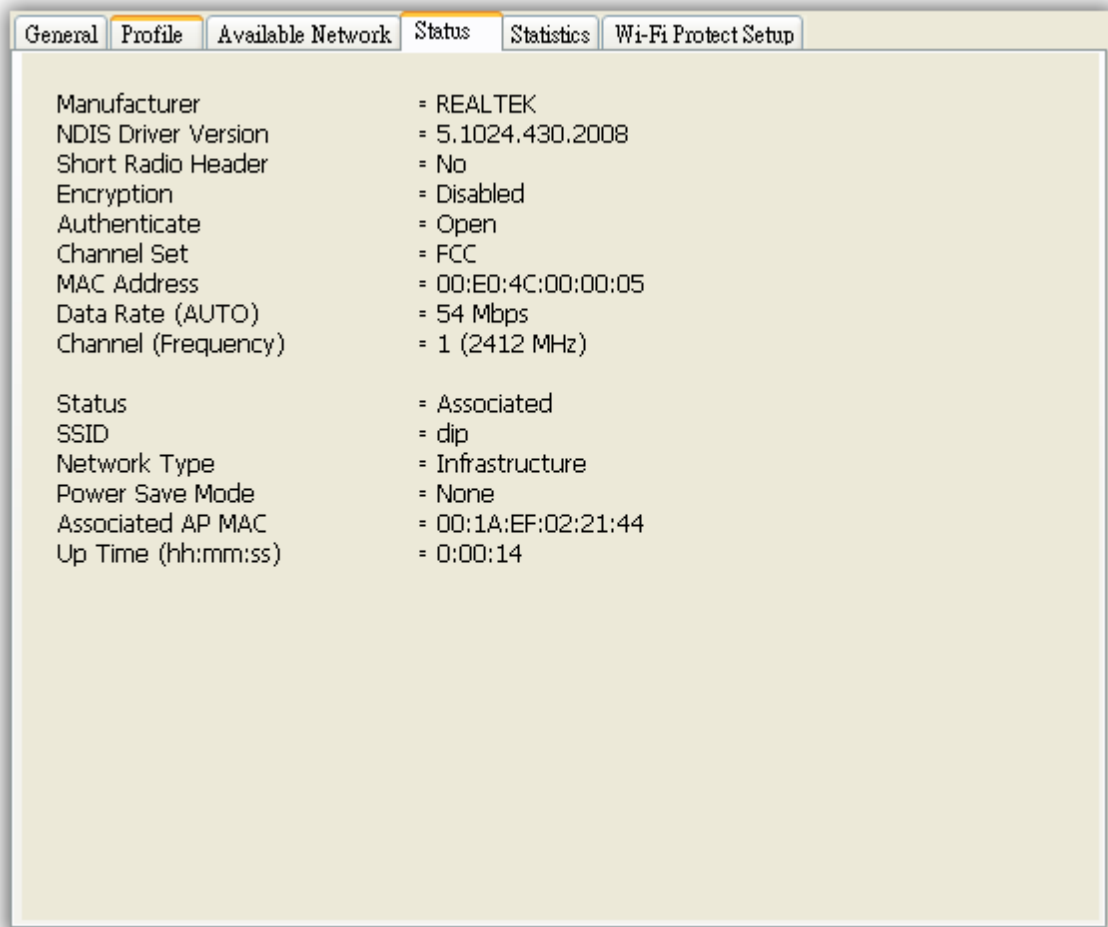 General Profile Available Network Status Statistics Wi-Fi Protect Setup
Manufacturer = REALTEK
NDIS Driver Version = 5.1024.430.2008
Short Radio Header = No
Encryption = Disabled
Authenticate = Open
Channel Set = FCC
MAC Address = 00:E0:4C:00:00:05
Data Rate (AUTO) = 54 Mbps
Channel (Frequency) = 1 (2412 MHz)
Status = Associated
SSID = dip
Network Type = Infrastructure
Power Save Mode = None
Associated AP MAC = 00:1A:EF:02:21:44
Up Time (hh:mm:ss) = 0:00:14